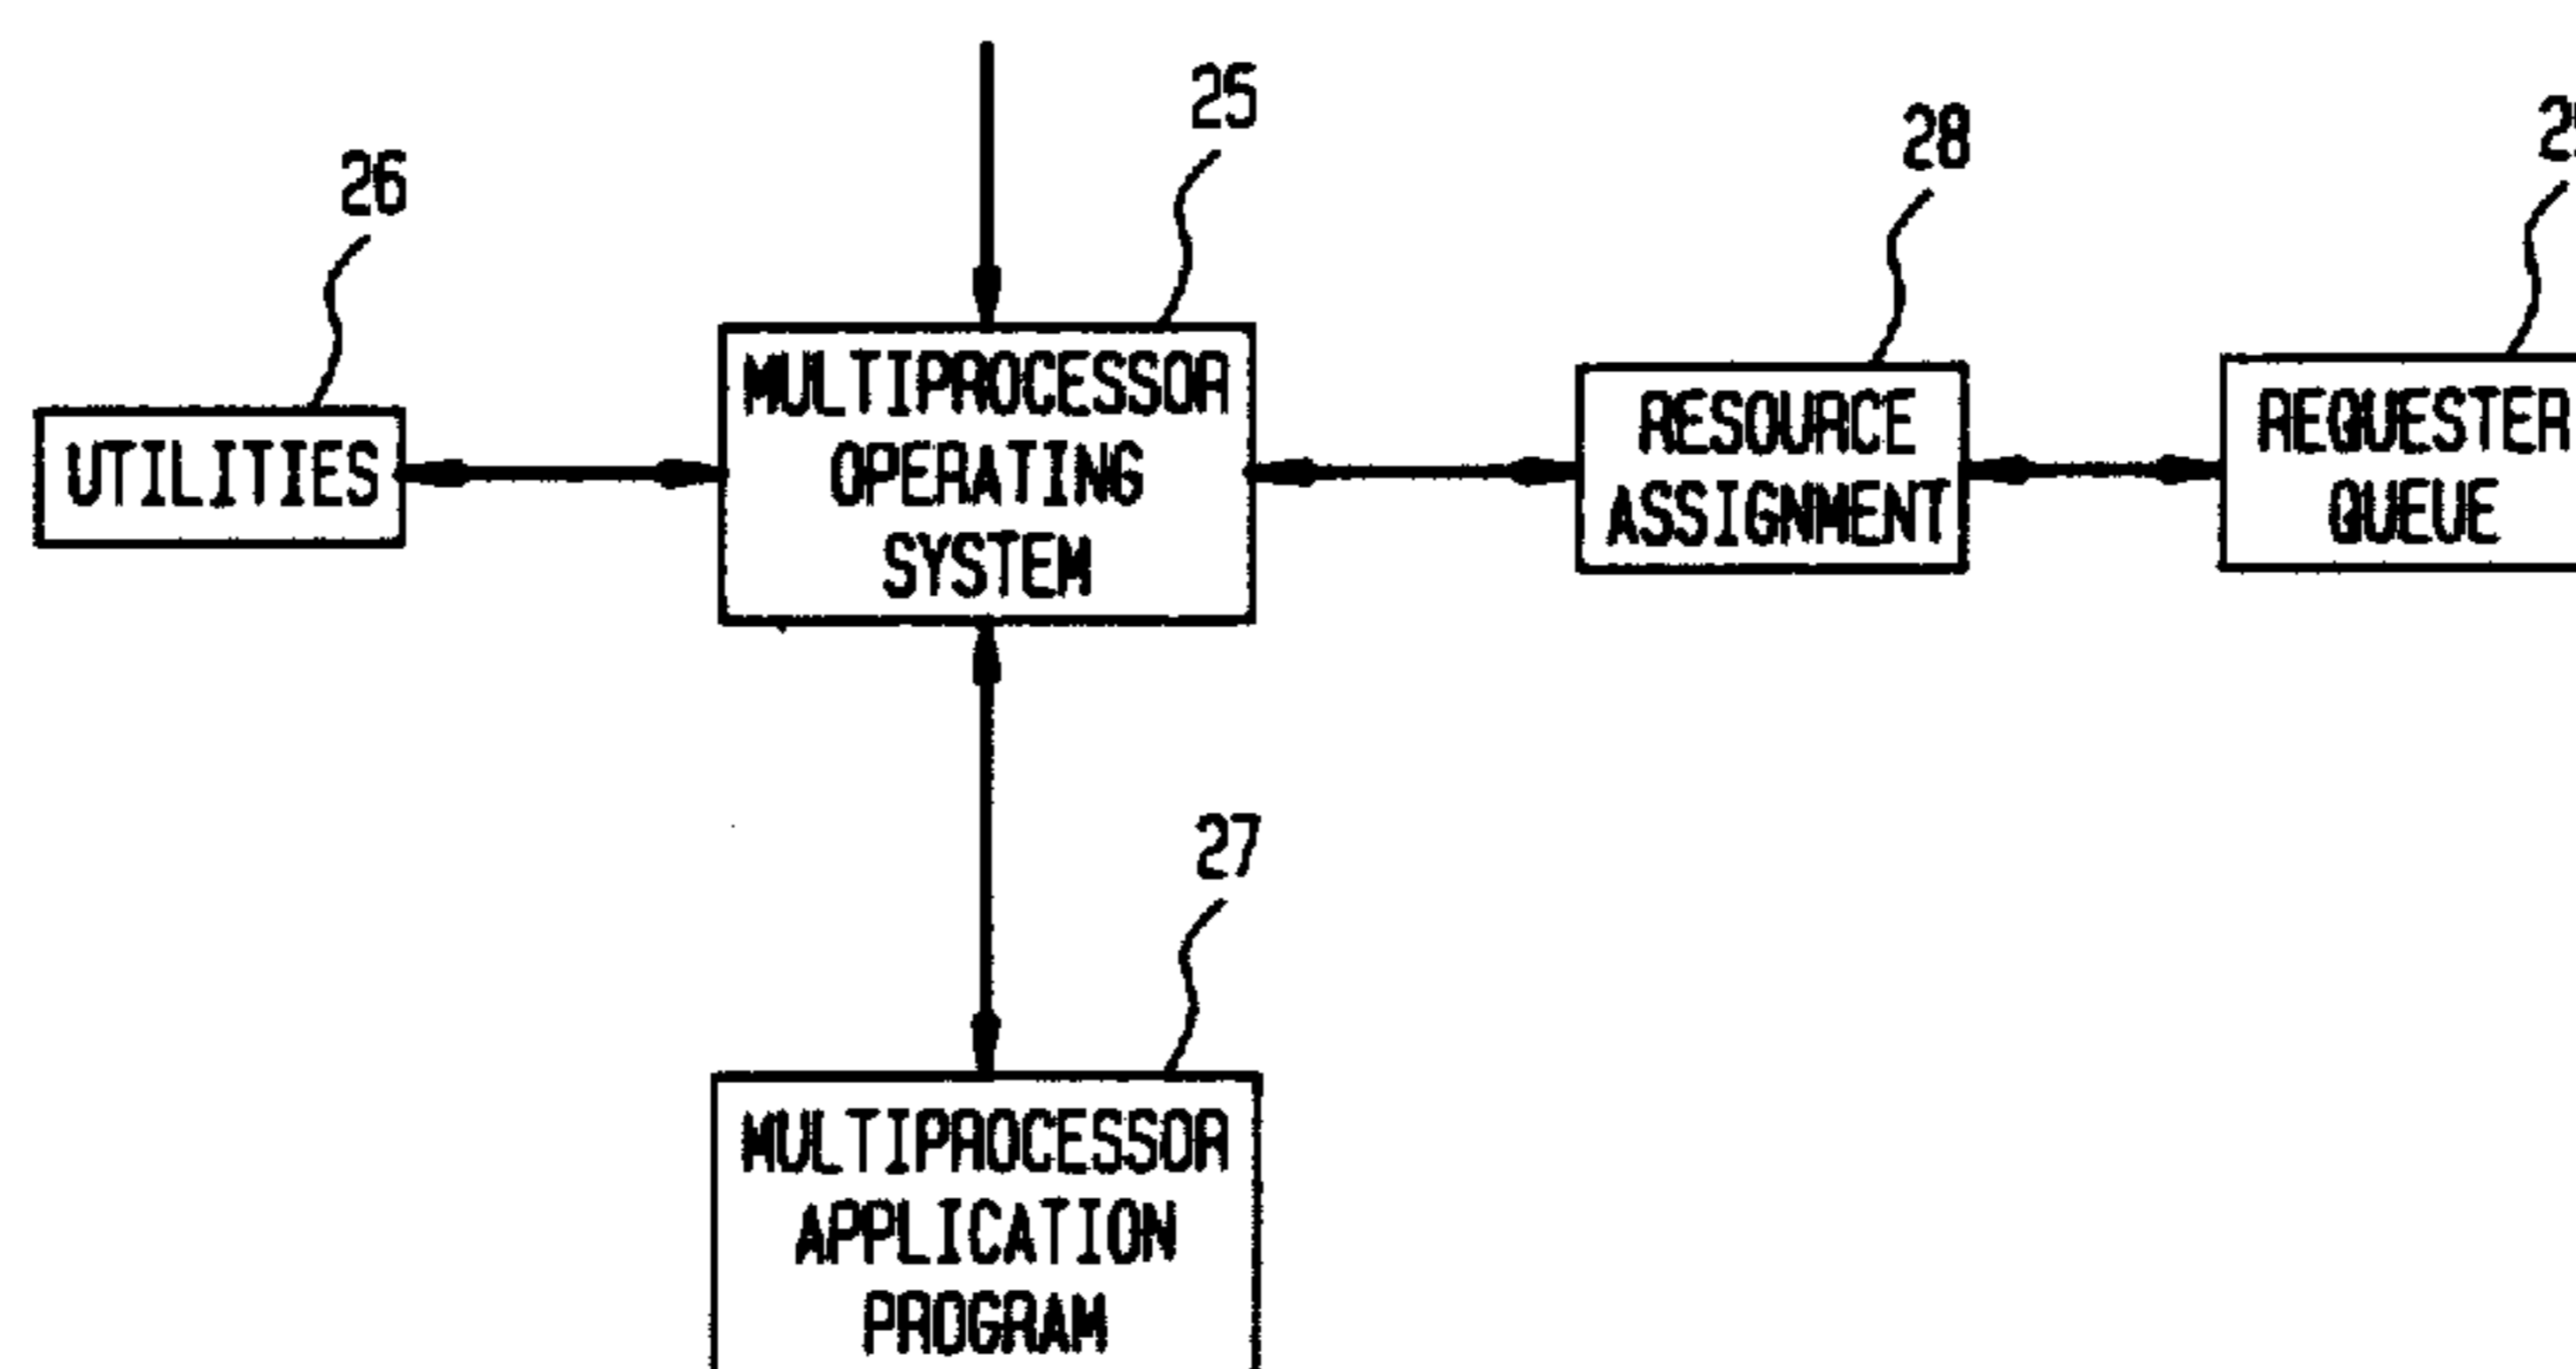 25
28
26
MULTIPROCESSOR
OPERATING
SYSTEM
UTILITIES
RESOURCE
ASSIGNMENT
REQUESTER
QUEUE
27
MULTIPROCESSOR
APPLICATION
PROGRAM